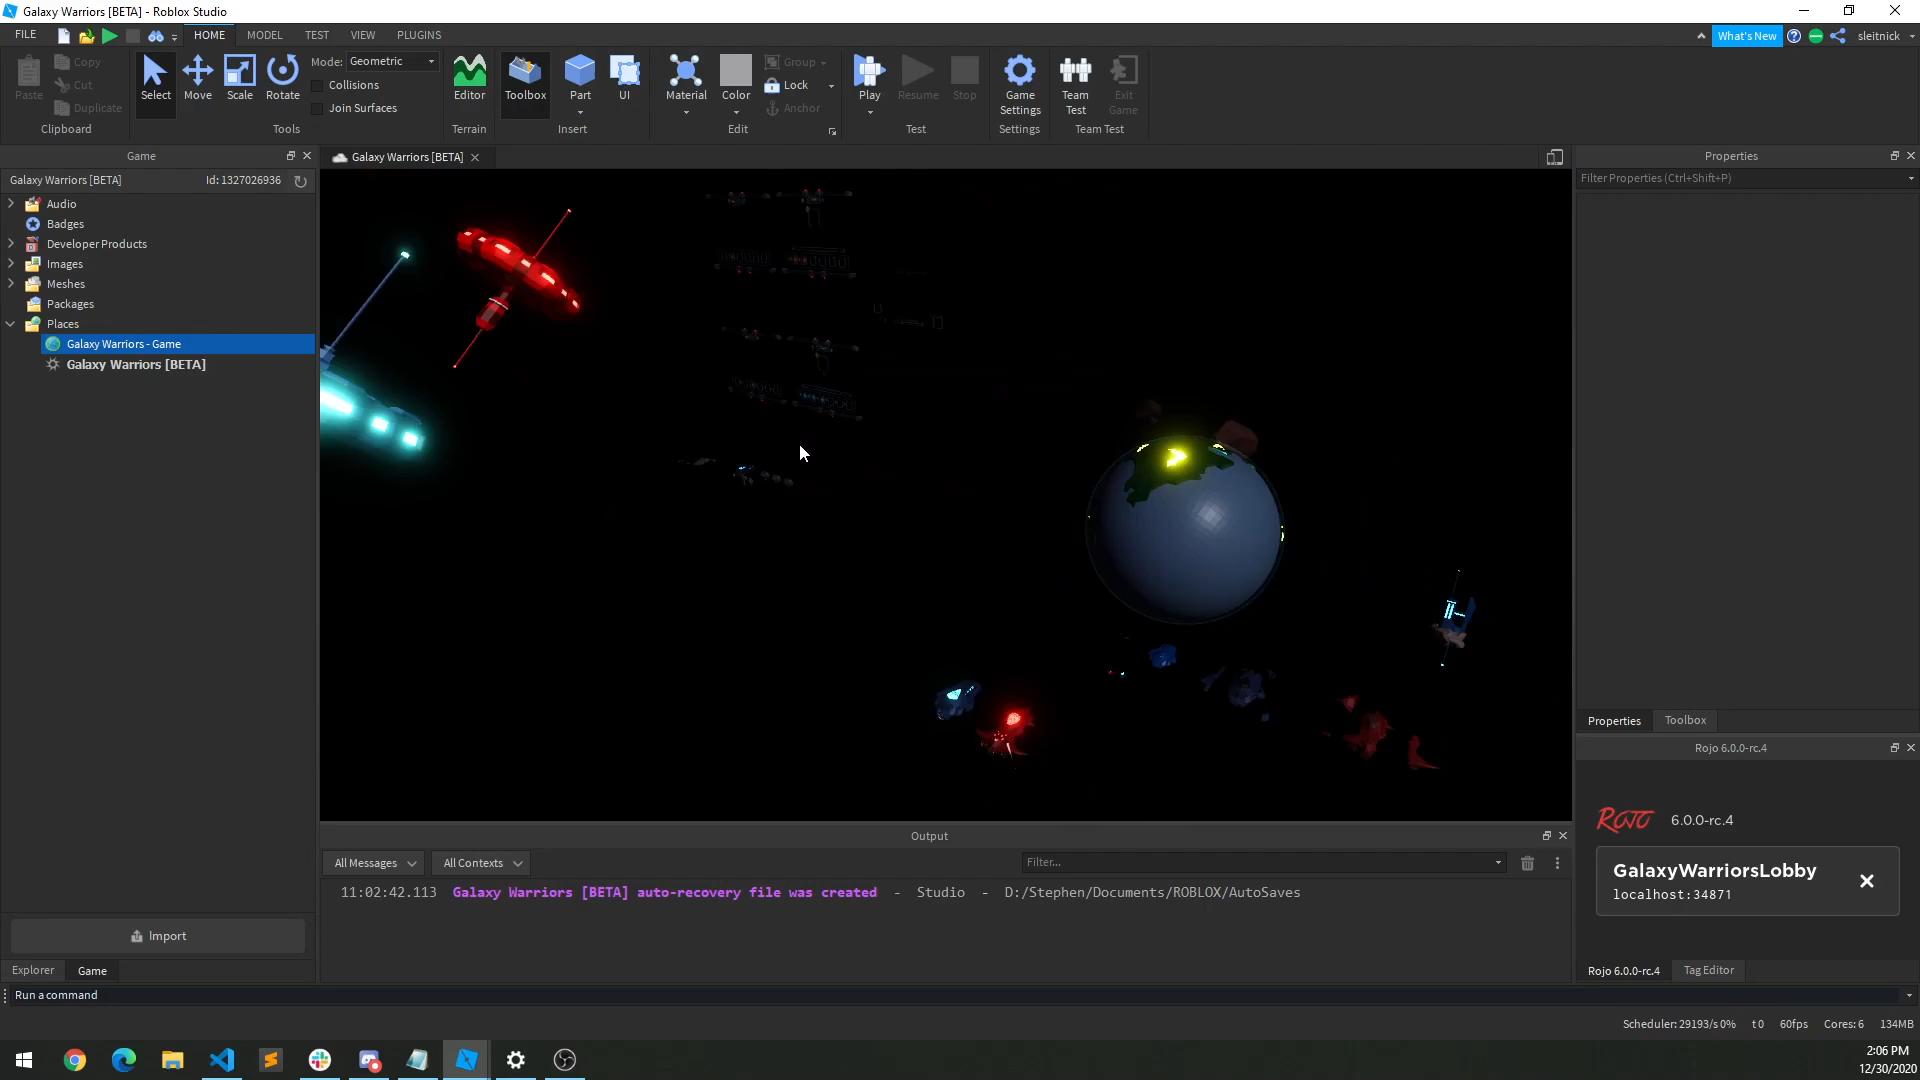 Galaxy Warriors [BETA] - Roblox Studio
FILE HOME MODEL TEST VIEW PLUGINS What's New sleitnick
Paste Copy Cut Duplicate Clipboard
Select Move Scale Rotate Mode: Geometric Collisions Join Surfaces Tools
Editor Terrain
Toolbox Part UI Insert
Material Color Group Lock Anchor Edit
Play Resume Stop Test
Game Settings Settings
Team Test Exit Game Team Test
Game
Galaxy Warriors [BETA] Id: 1327026936
Audio
Badges
Developer Products
Images
Meshes
Packages
Places
Galaxy Warriors - Game
Galaxy Warriors [BETA]
Import
Explorer Game
Galaxy Warriors [BETA]
Output
All Messages All Contexts Filter...
11:02:42.113 Galaxy Warriors [BETA] auto-recovery file was created - Studio - D:/Stephen/Documents/ROBLOX/AutoSaves
Properties
Filter Properties (Ctrl+Shift+P)
Properties Toolbox
Rojo 6.0.0-rc.4
ROJO 6.0.0-rc.4
GalaxyWarriorsLobby
localhost:34871
Rojo 6.0.0-rc.4 Tag Editor
Run a command
Scheduler: 29193/s 0% t 0 60fps Cores: 6 134MB
2:06 PM
12/30/2020